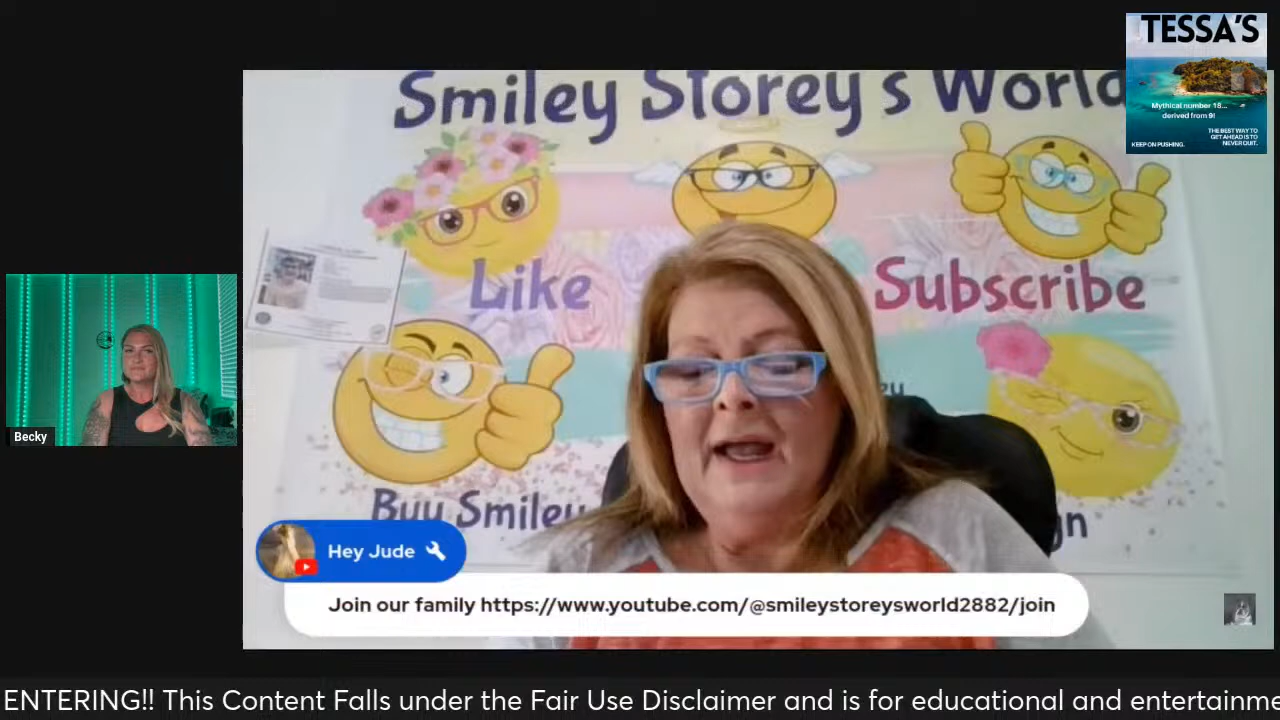 TESSA'S
Mythical number 18...
derived from 9!
THE BEST WAY TO
GET AHEAD IS TO
NEVER QUIT.
KEEP ON PUSHING.
Smiley Storey's World
Like
Subscribe
Buy Smiley
Becky
Hey Jude
Join our family https://www.youtube.com/@smileystoreysworld2882/join
ENTERING!! This Content Falls under the Fair Use Disclaimer and is for educational and entertainme